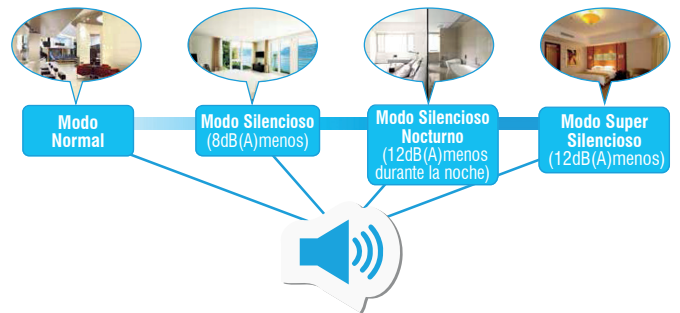 Modo
Normal
Modo Silencioso
(8dB(A)menos)
Modo Silencioso
Nocturno
(12dB(A)menos
durante la noche)
Modo Super
Silencioso
(12dB(A)menos)